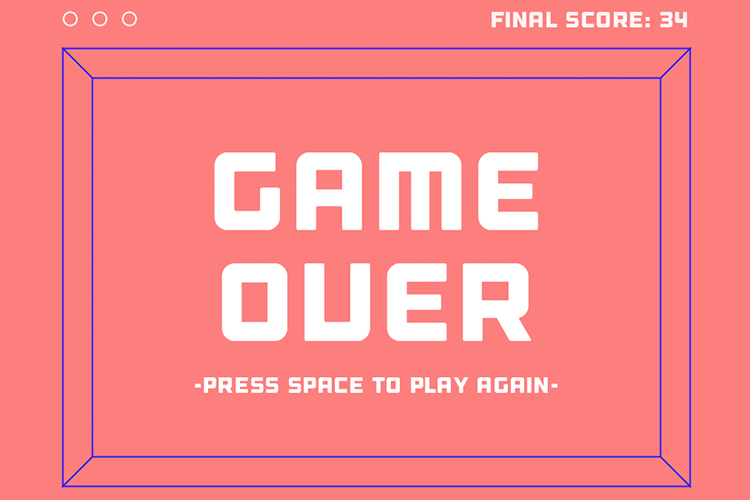 FINAL SCORE: 34
GAME
OVER
-PRESS SPACE TO PLAY AGAIN-